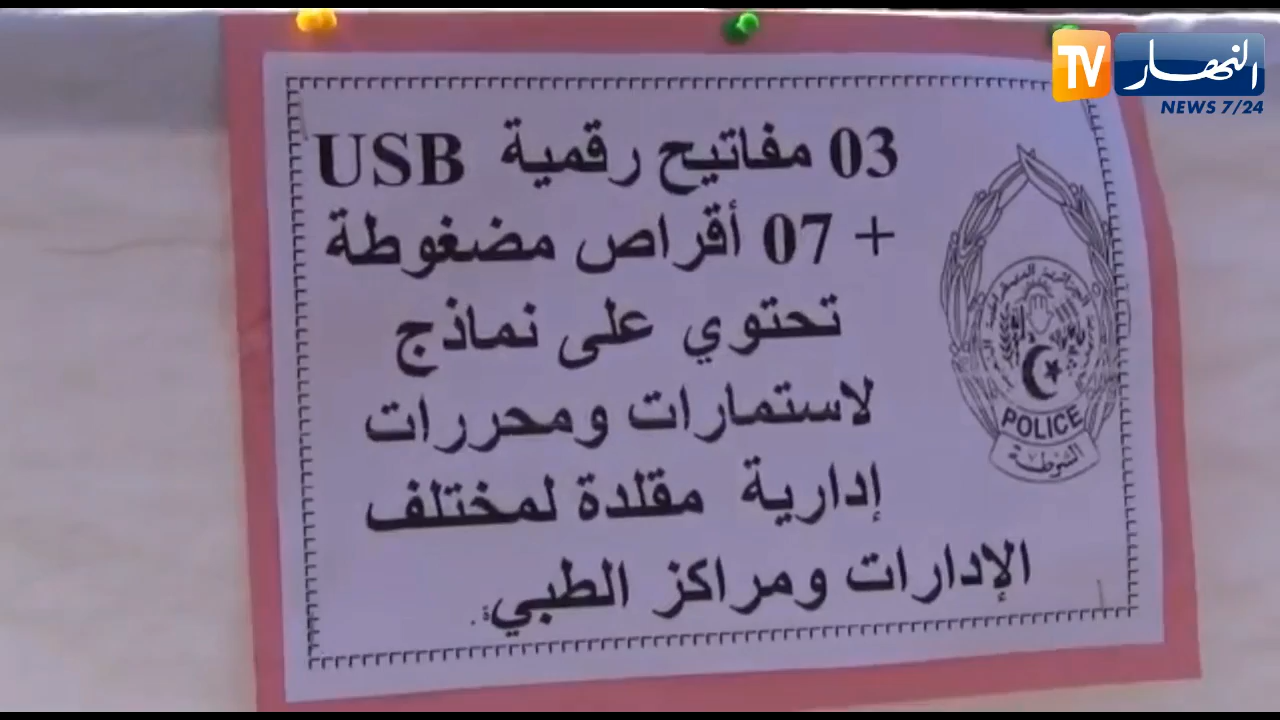 03 مفاتيح رقمية USB
+ 07 أقراص مضغوطة
تحتوي على نماذج
لاستمارات ومحررات
إدارية مقلدة لمختلف
الإدارات ومراكز الطبية.
POLICE
الشرطة
النهار TV
NEWS 7/24